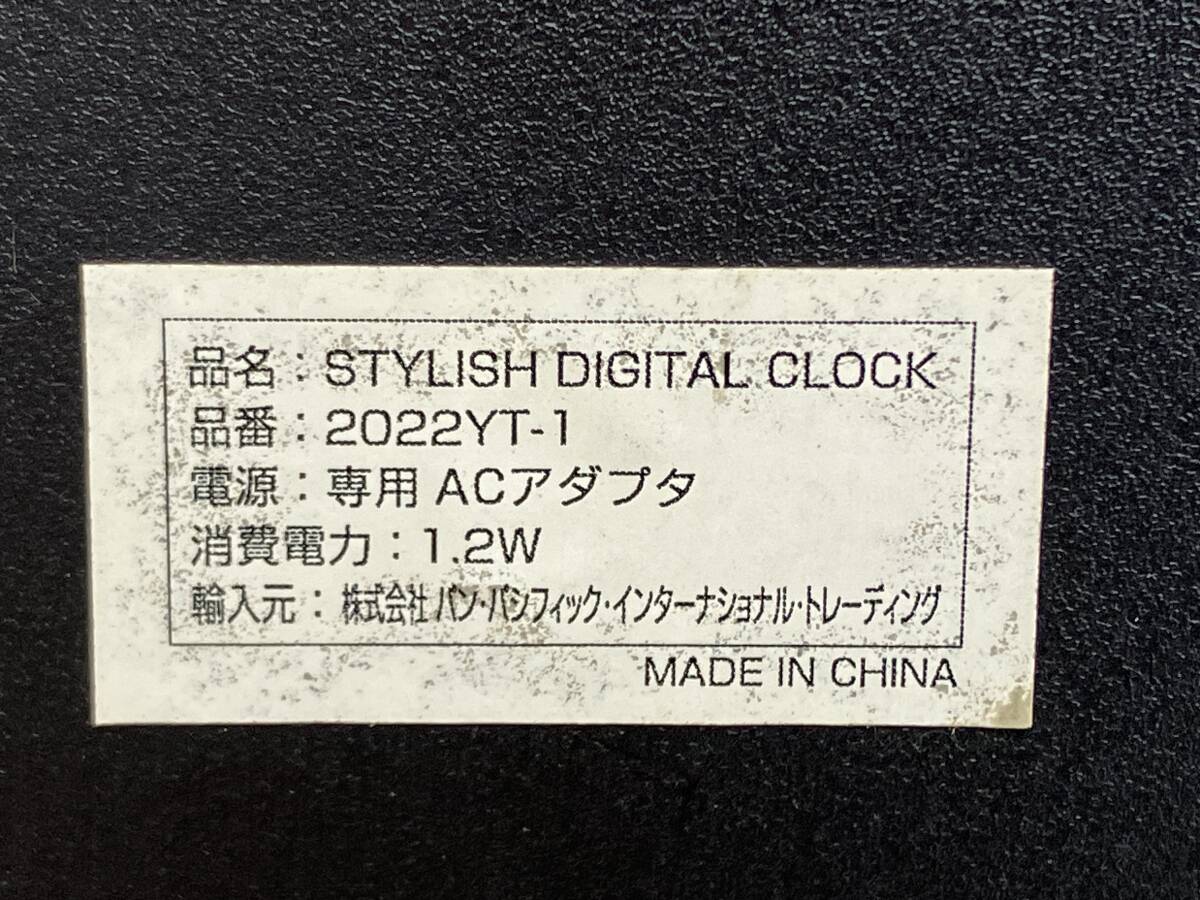 品名：STYLISH DIGITAL CLOCK
品番：2022YT-1
電源：専用 ACアダプタ
消費電力：1.2W
輸入元：株式会社 パン・パシフィック・インターナショナル・トレーディング
MADE IN CHINA